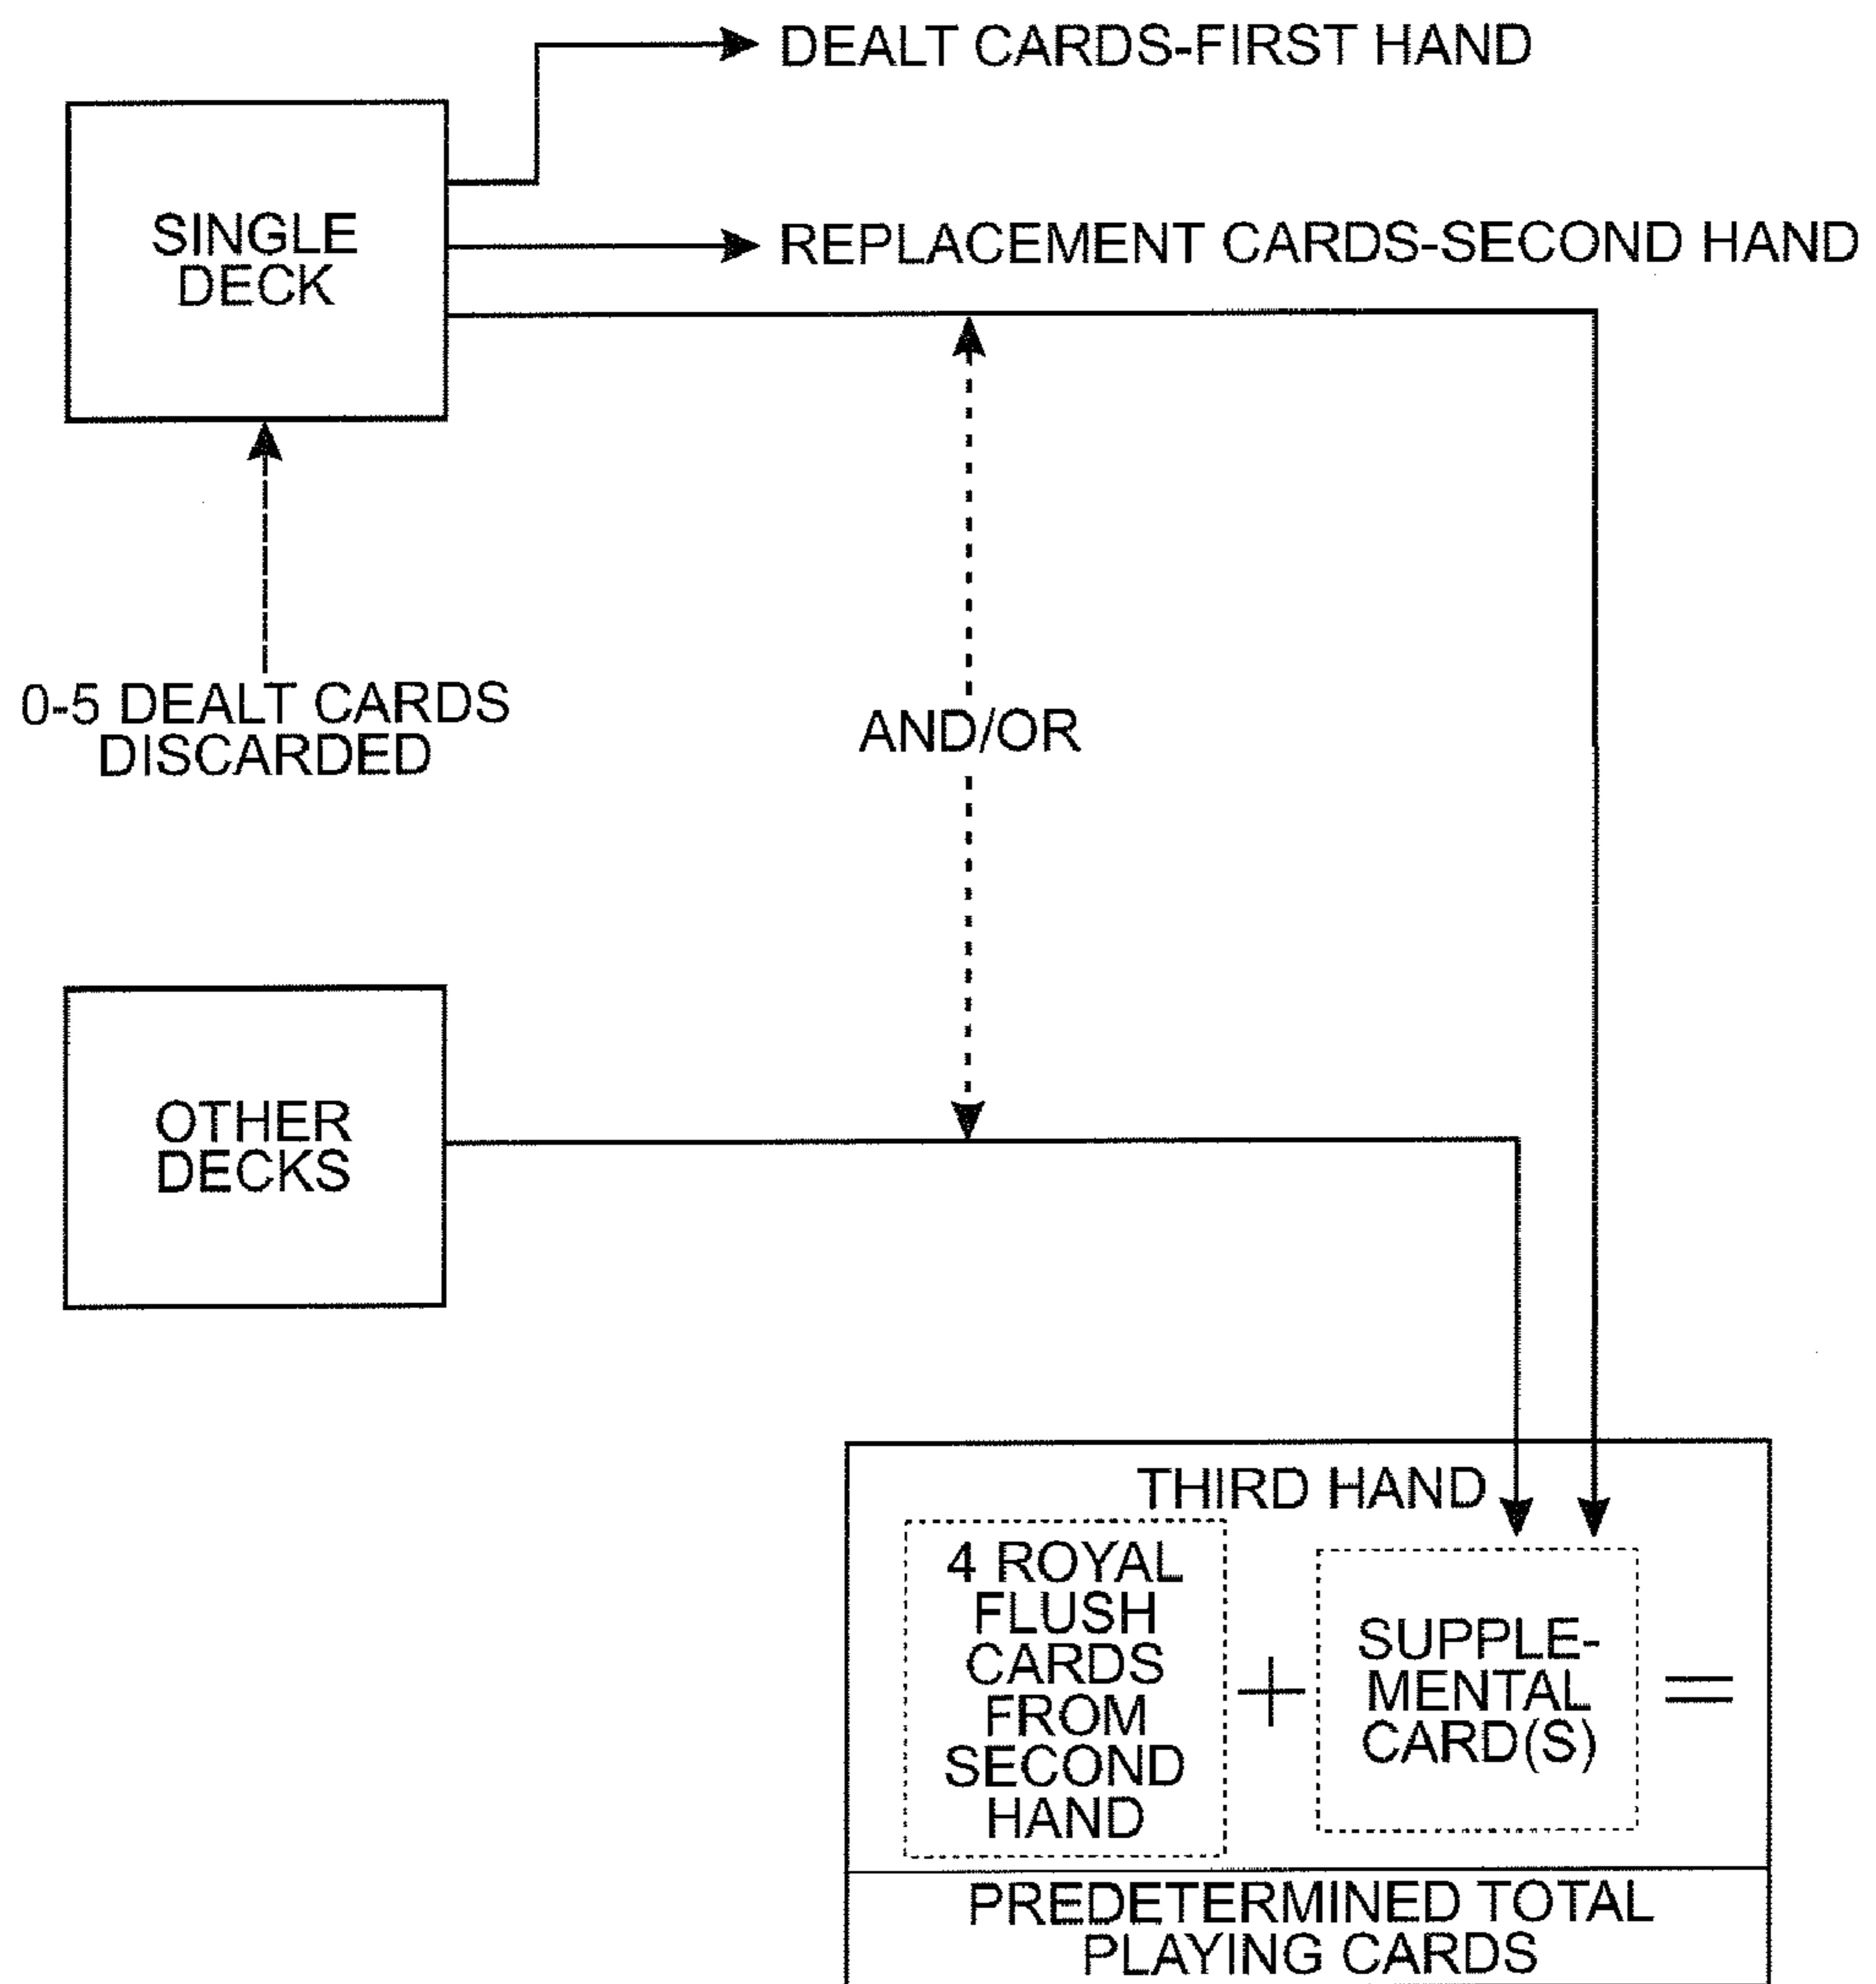 DEALT CARDS-FIRST HAND
SINGLE
DECK
REPLACEMENT CARDS-SECOND HAND
0-5 DEALT CARDS
DISCARDED
AND/OR
OTHER
DECKS
THIRD HAND
4 ROYAL
FLUSH
CARDS
FROM
SECOND
HAND
+
SUPPLE-
MENTAL
CARD(S)
=
PREDETERMINED TOTAL
PLAYING CARDS